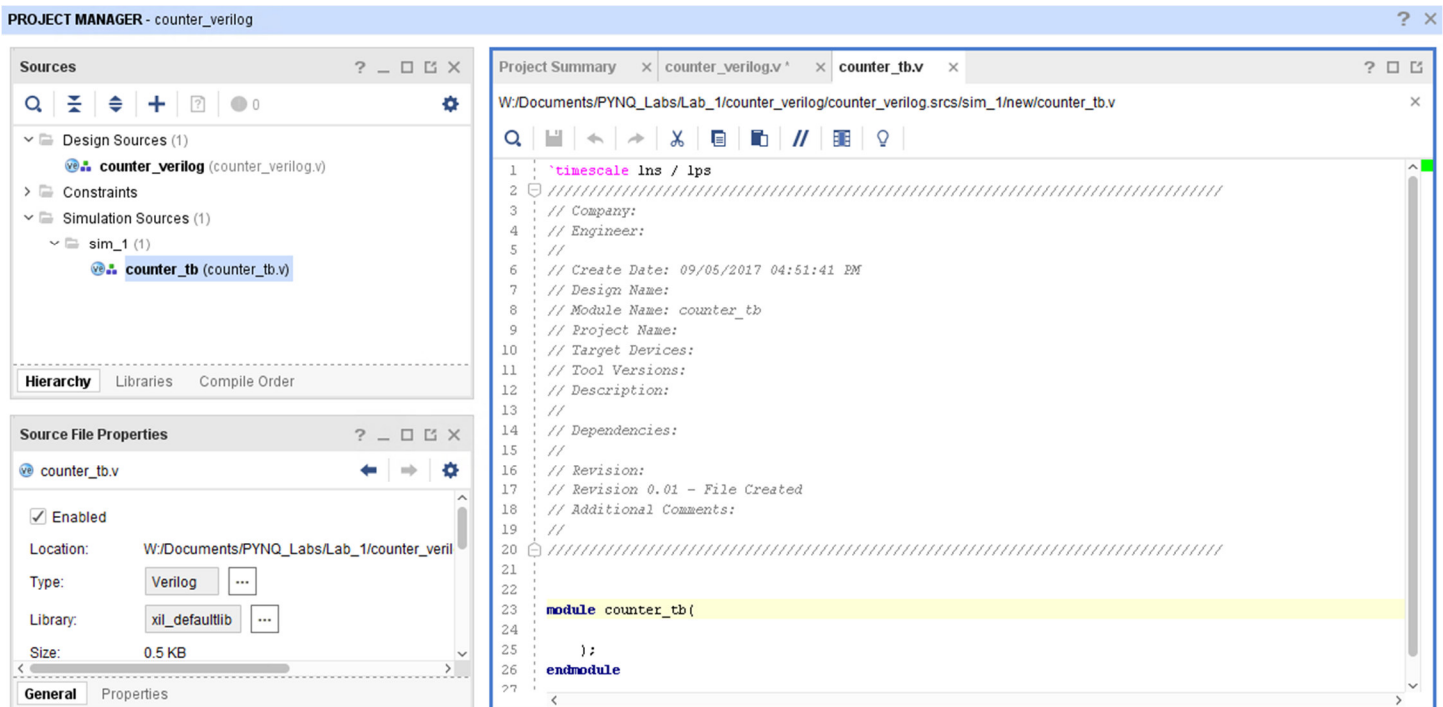 PROJECT MANAGER - counter_verilog
Sources
0
Design Sources (1)
counter_verilog (counter_verilog.v)
Constraints
Simulation Sources (1)
sim_1 (1)
counter_tb (counter_tb.v)
Hierarchy Libraries Compile Order
Source File Properties
counter_tb.v
Enabled
Location: W:/Documents/PYNQ_Labs/Lab_1/counter_veril
Type: Verilog ...
Library: xil_defaultlib ...
Size: 0.5 KB
General Properties
Project Summary counter_verilog.v * counter_tb.v
W:/Documents/PYNQ_Labs/Lab_1/counter_verilog/counter_verilog.srcs/sim_1/new/counter_tb.v
1 `timescale 1ns / 1ps
2 //////////////////////////////////////////////////////////////////////////////////
3 // Company:
4 // Engineer:
5 //
6 // Create Date: 09/05/2017 04:51:41 PM
7 // Design Name:
8 // Module Name: counter_tb
9 // Project Name:
10 // Target Devices:
11 // Tool Versions:
12 // Description:
13 //
14 // Dependencies:
15 //
16 // Revision:
17 // Revision 0.01 - File Created
18 // Additional Comments:
19 //
20 //////////////////////////////////////////////////////////////////////////////////
21
22
23 module counter_tb(
24
25 );
26 endmodule
27